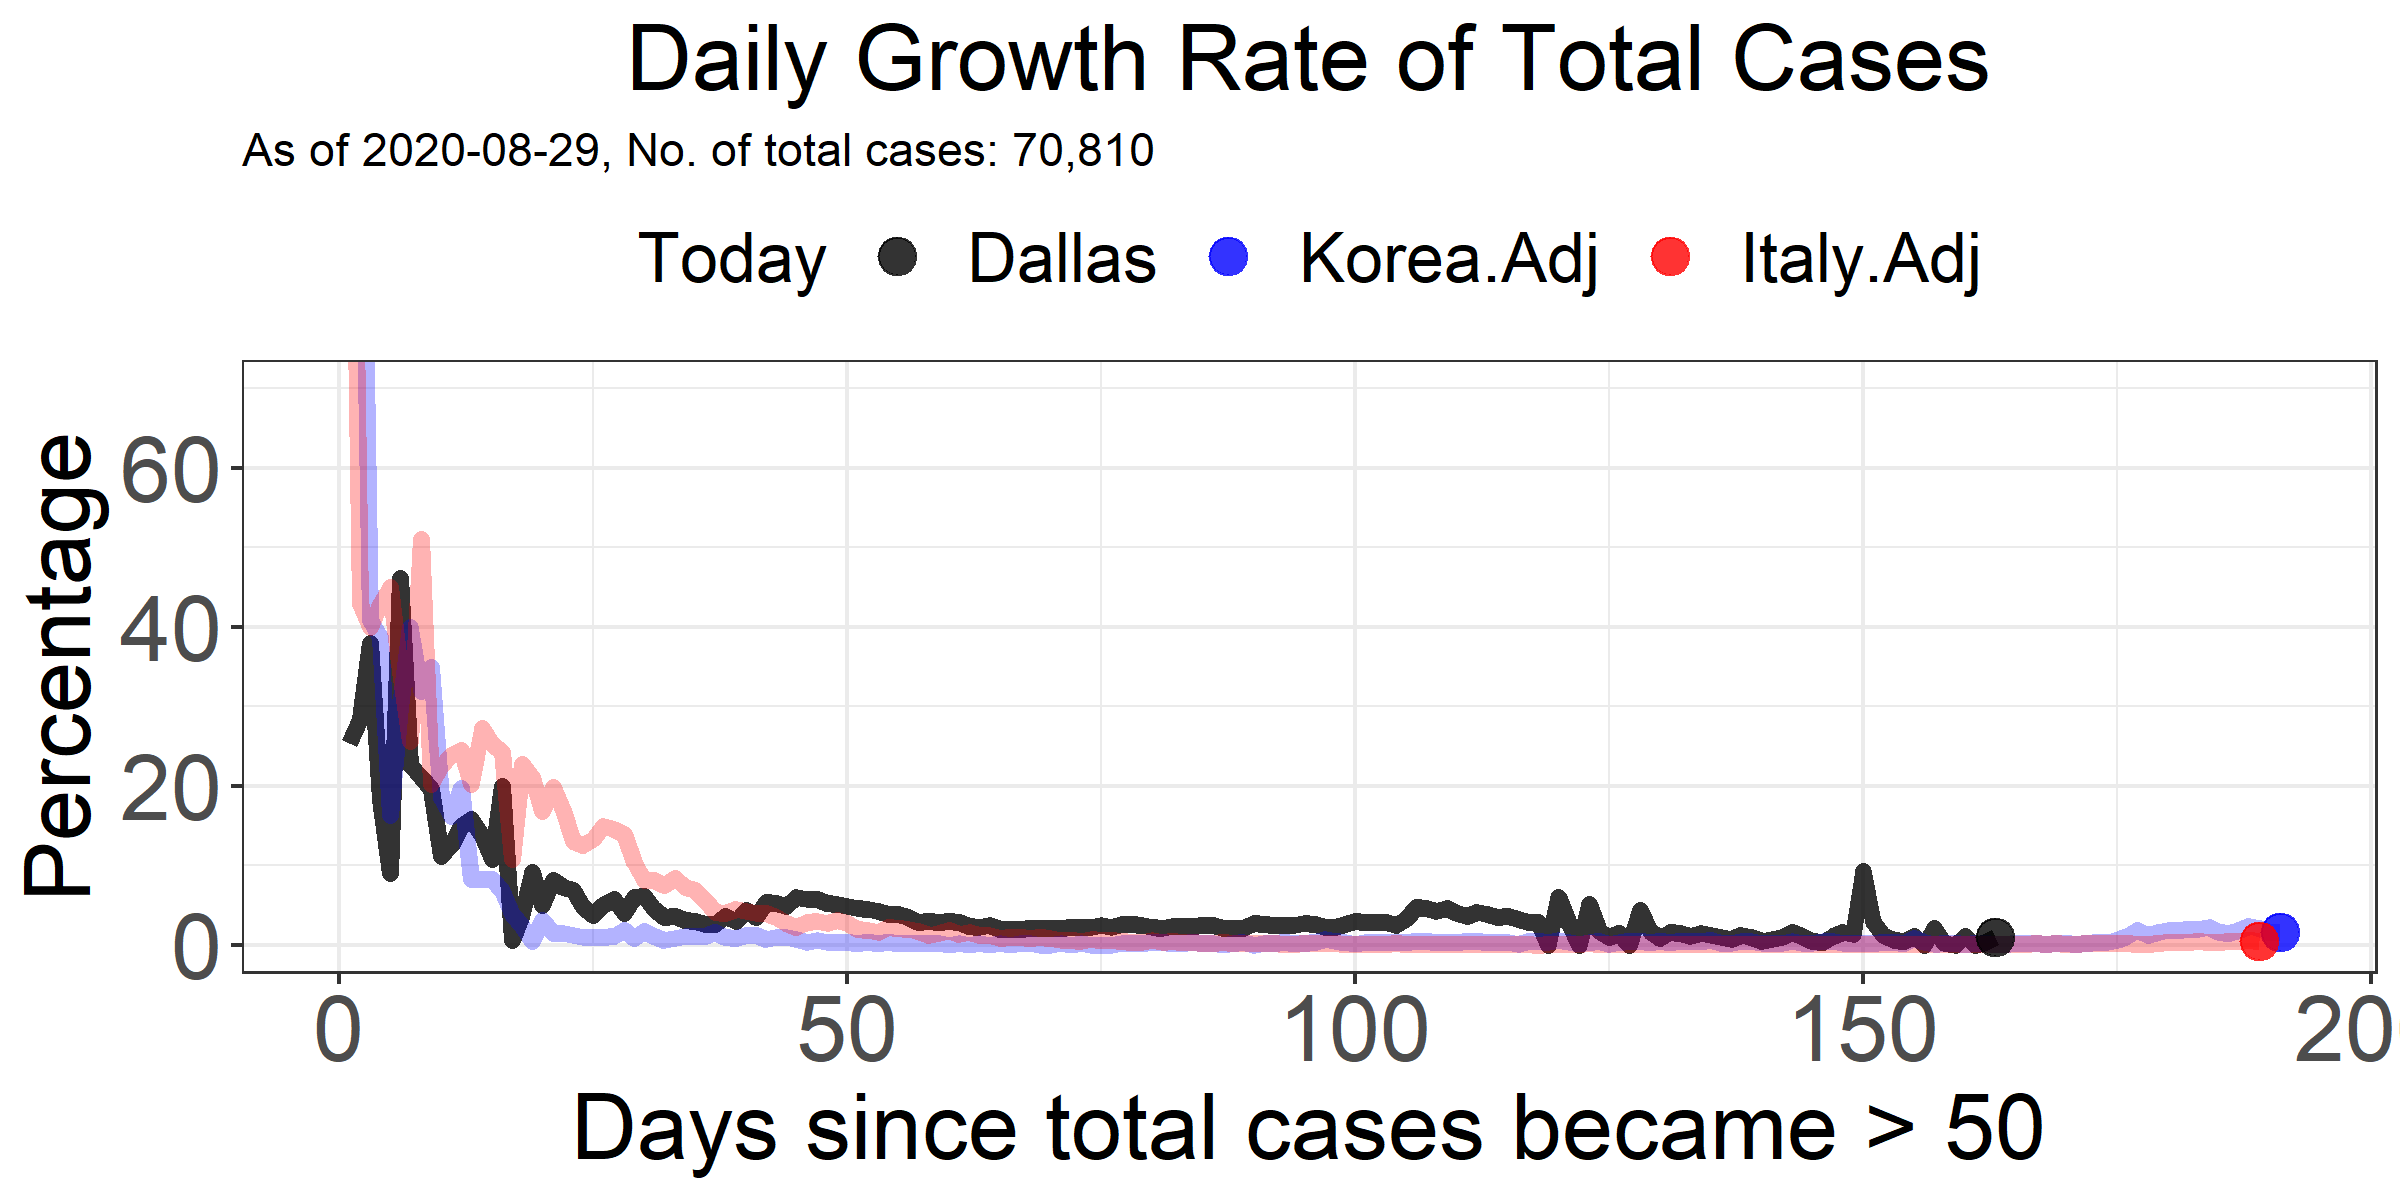 Daily Growth Rate of Total Cases
As of 2020-08-29, No. of total cases: 70,810
Today Dallas Korea.Adj Italy.Adj
Percentage
60
40
20
0
0 50 100 150 20
Days since total cases became > 50